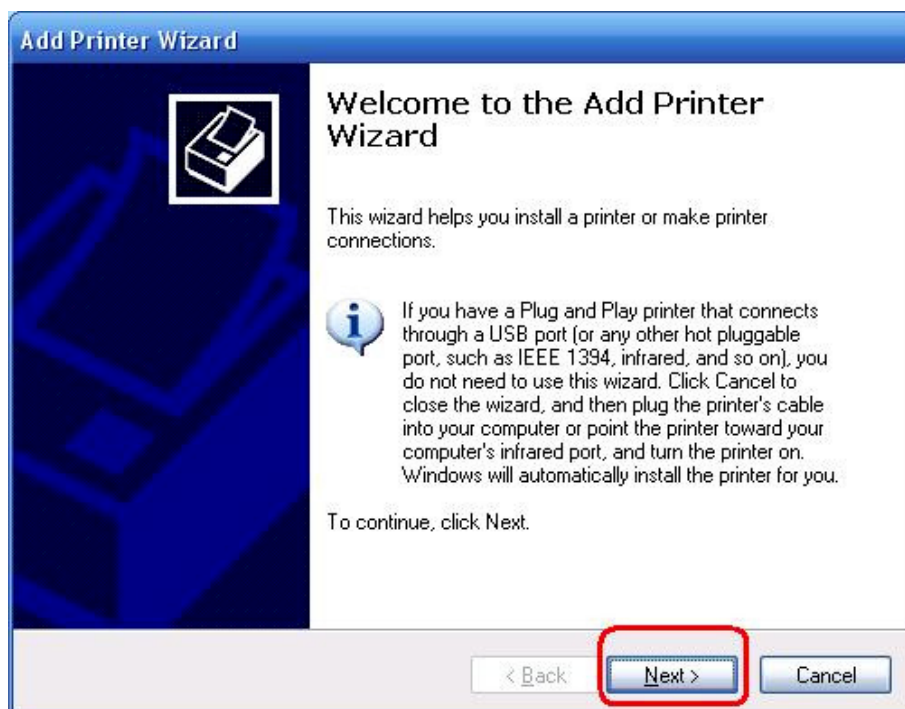 Add Printer Wizard
Welcome to the Add Printer
Wizard
This wizard helps you install a printer or make printer
connections.
If you have a Plug and Play printer that connects
through a USB port (or any other hot pluggable
port, such as IEEE 1394, infrared, and so on), you
do not need to use this wizard. Click Cancel to
close the wizard, and then plug the printer's cable
into your computer or point the printer toward your
computer's infrared port, and turn the printer on.
Windows will automatically install the printer for you.
To continue, click Next.
< Back Next > Cancel